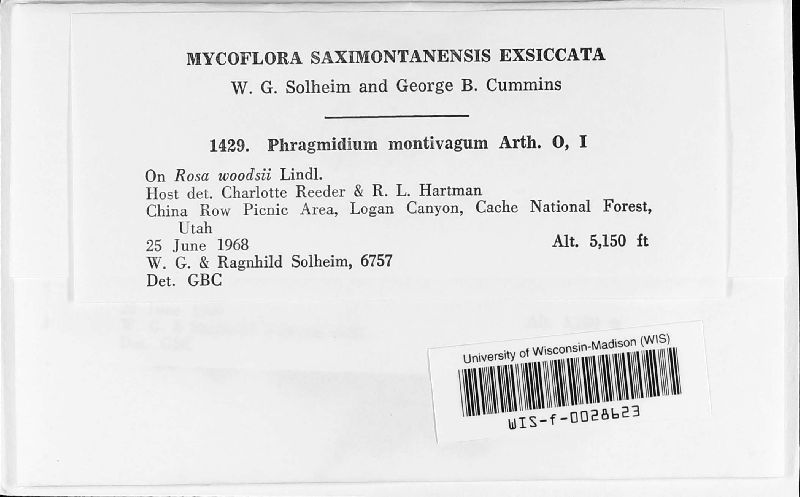 MYCOFLORA SAXIMONTANENSIS EXSICCATA
W. G. Solheim and George B. Cummins
1429. Phragmidium montivagum Arth. O, I
On Rosa woodsii Lindl.
Host det. Charlotte Reeder & R. L. Hartman
China Row Picnic Area, Logan Canyon, Cache National Forest,
Utah
25 June 1968 Alt. 5,150 ft
W. G. & Ragnhild Solheim, 6757
Det. GBC
University of Wisconsin-Madison (WIS)
WIS-f-0028623